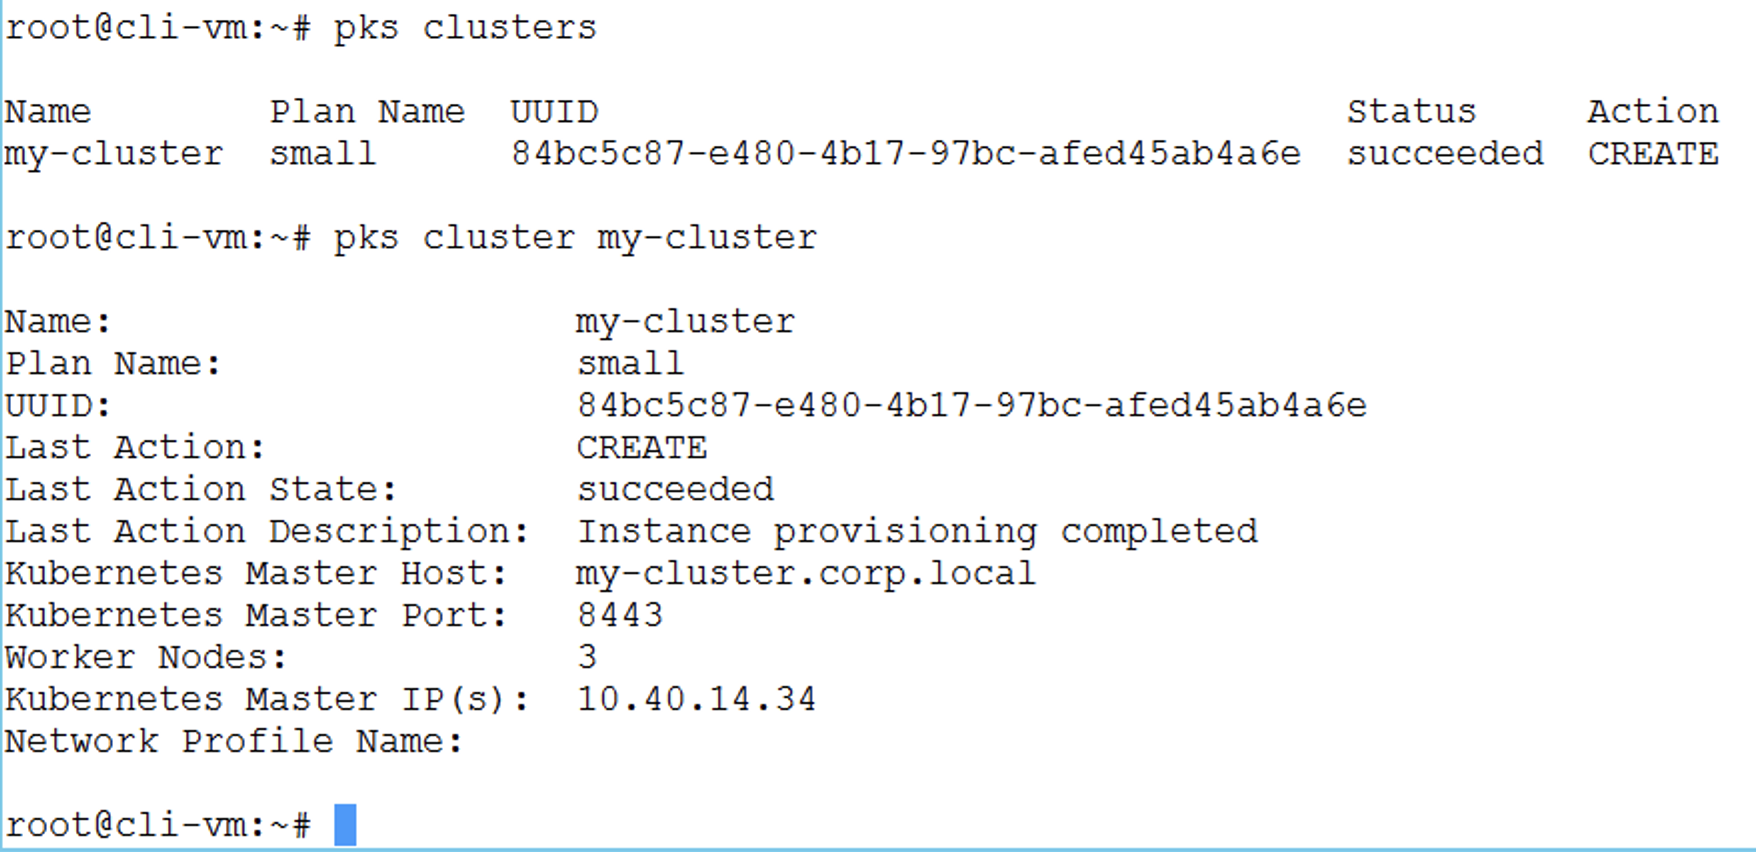 root@cli-vm:~# pks clusters
Name Plan Name UUID Status Action
my-cluster small 84bc5c87-e480-4b17-97bc-afed45ab4a6e succeeded CREATE
root@cli-vm:~# pks cluster my-cluster
Name: my-cluster
Plan Name: small
UUID: 84bc5c87-e480-4b17-97bc-afed45ab4a6e
Last Action: CREATE
Last Action State: succeeded
Last Action Description: Instance provisioning completed
Kubernetes Master Host: my-cluster.corp.local
Kubernetes Master Port: 8443
Worker Nodes: 3
Kubernetes Master IP(s): 10.40.14.34
Network Profile Name:
root@cli-vm:~#